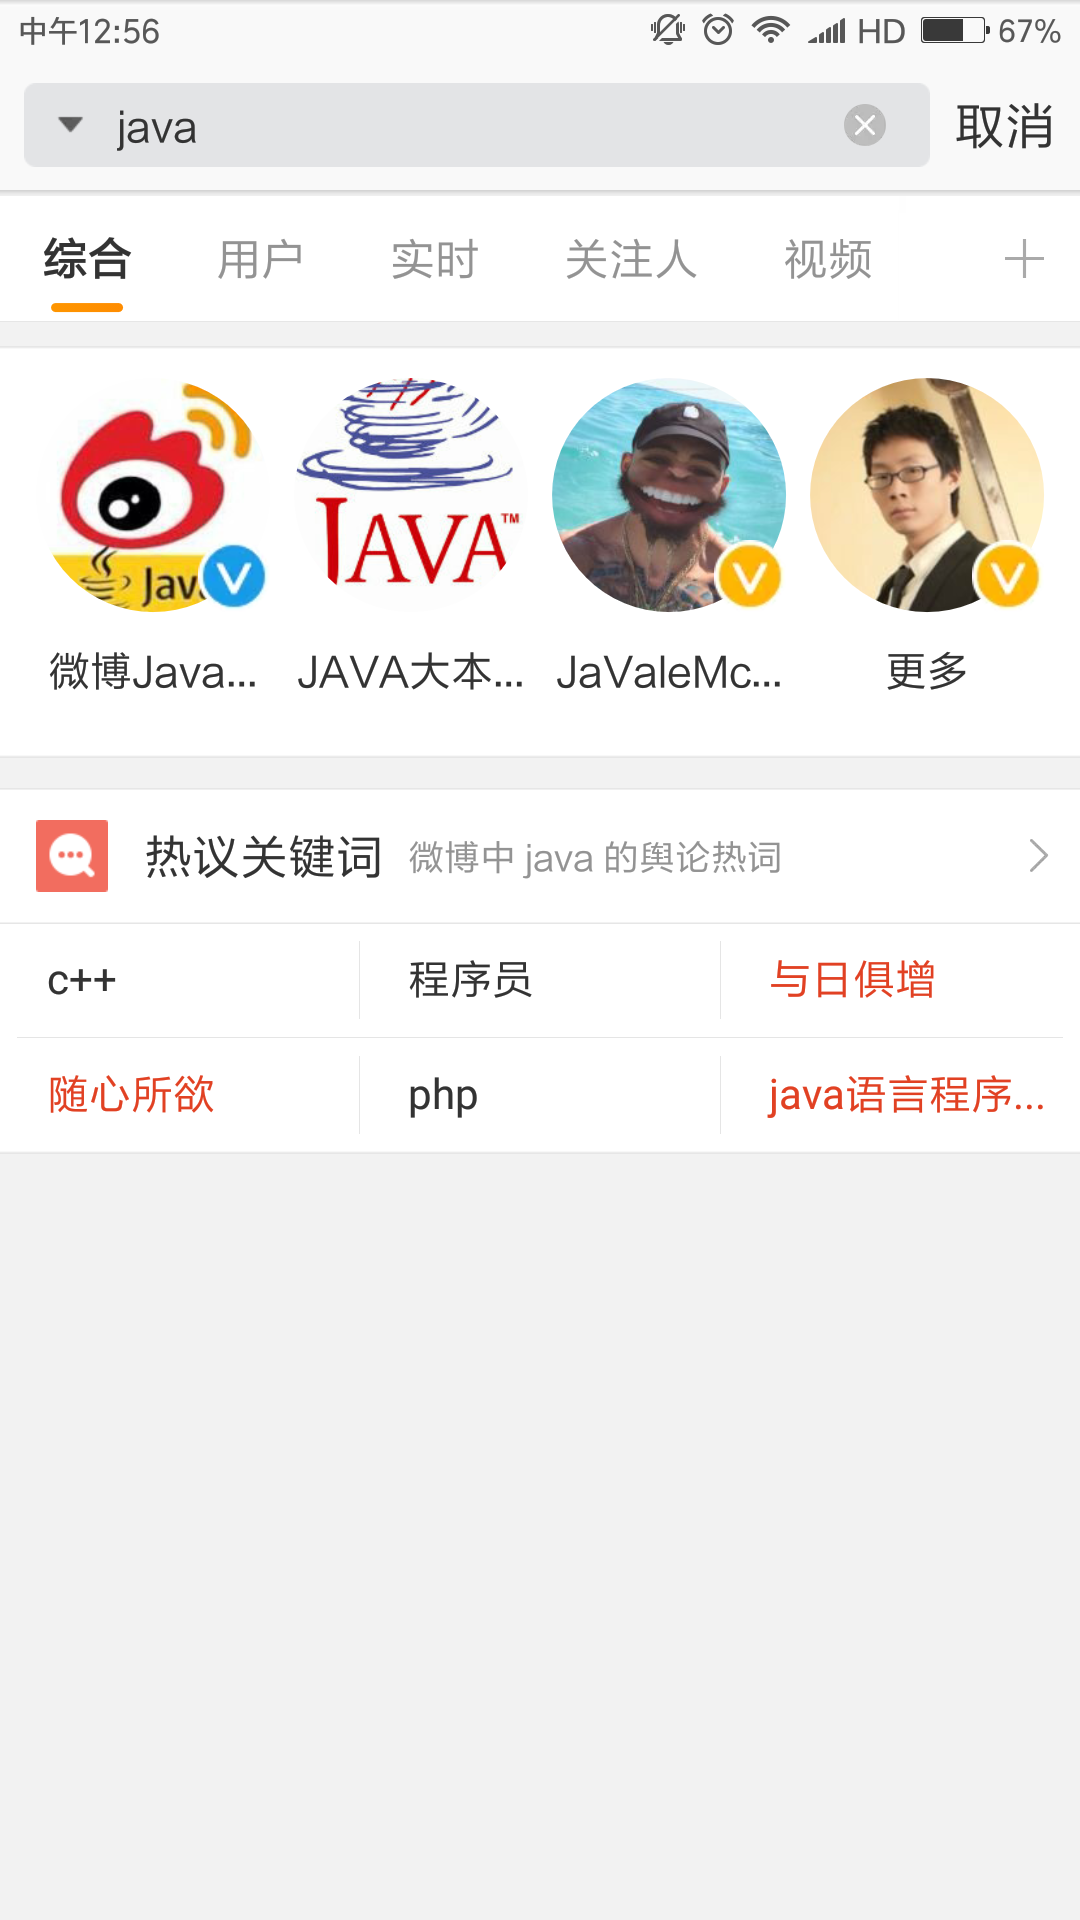 中午12:56 HD 67%
java 取消
综合 用户 实时 关注人 视频
Java
JAVA™
微博Java... JAVA大本... JaValeMc... 更多
热议关键词 微博中 java 的舆论热词
c++ 程序员 与日俱增
随心所欲 php java语言程序...